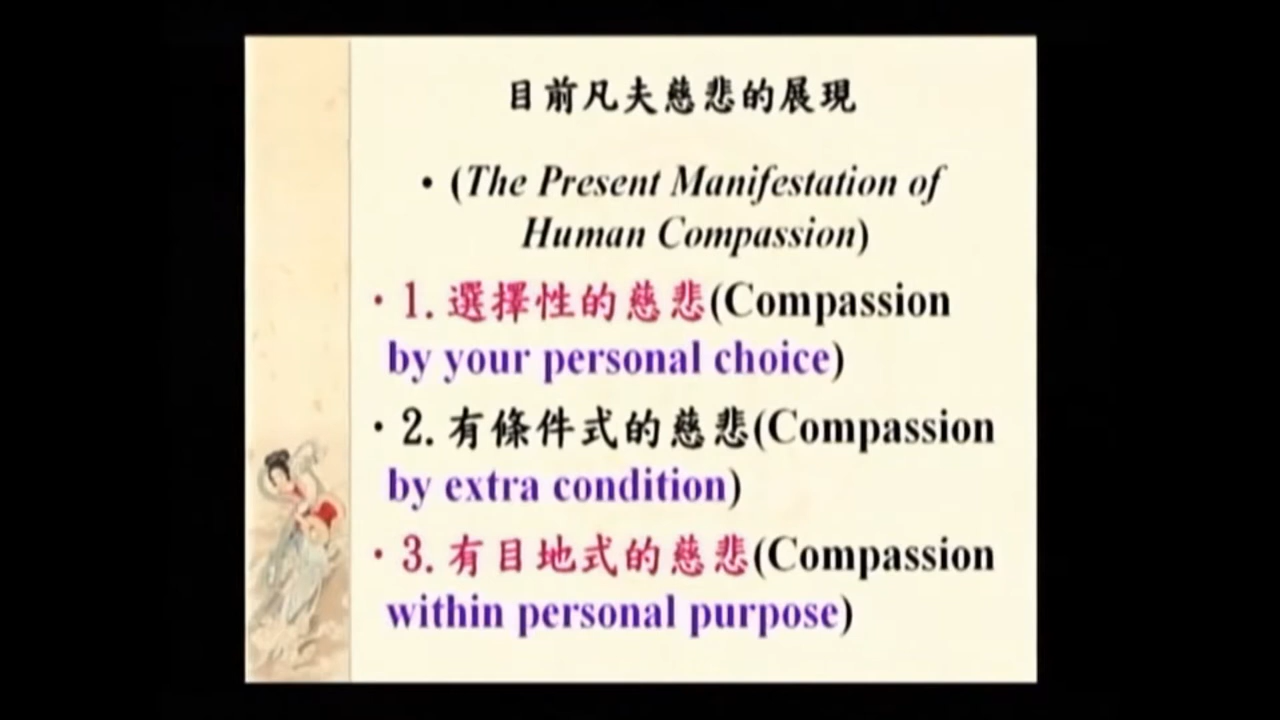 目前凡夫慈悲的展現
• (The Present Manifestation of
Human Compassion)
• 1.選擇性的慈悲(Compassion
by your personal choice)
• 2.有條件式的慈悲(Compassion
by extra condition)
• 3.有目地式的慈悲(Compassion
within personal purpose)